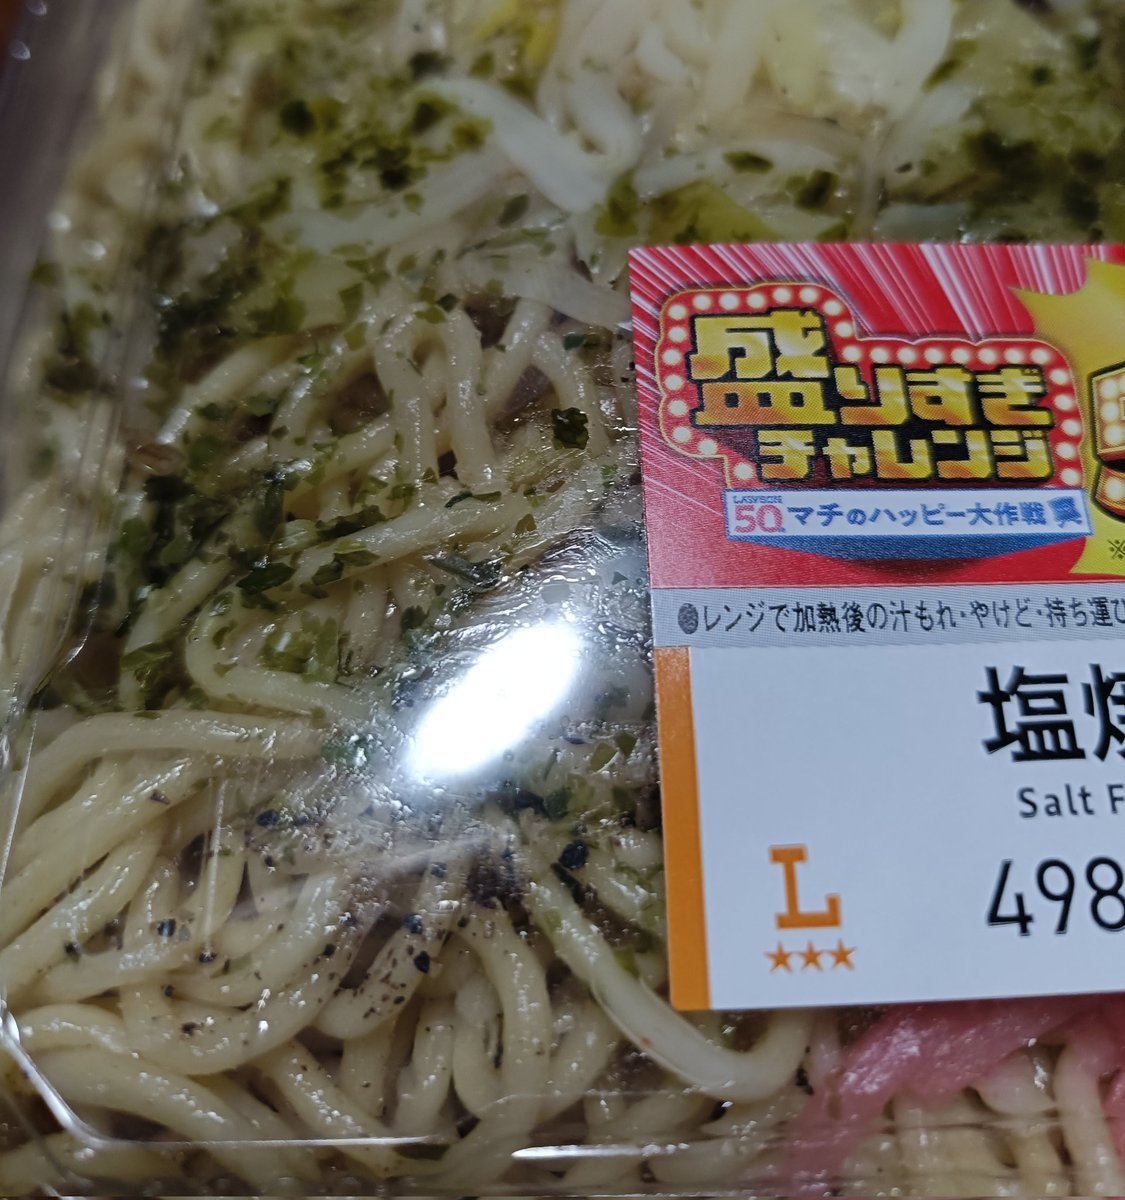 盛りすぎ
チャレンジ
LAWSON
50 マチのハッピー大作戦
※
●レンジで加熱後の汁もれ・やけど・持ち運び
塩焼
Salt F
L
★★★
498